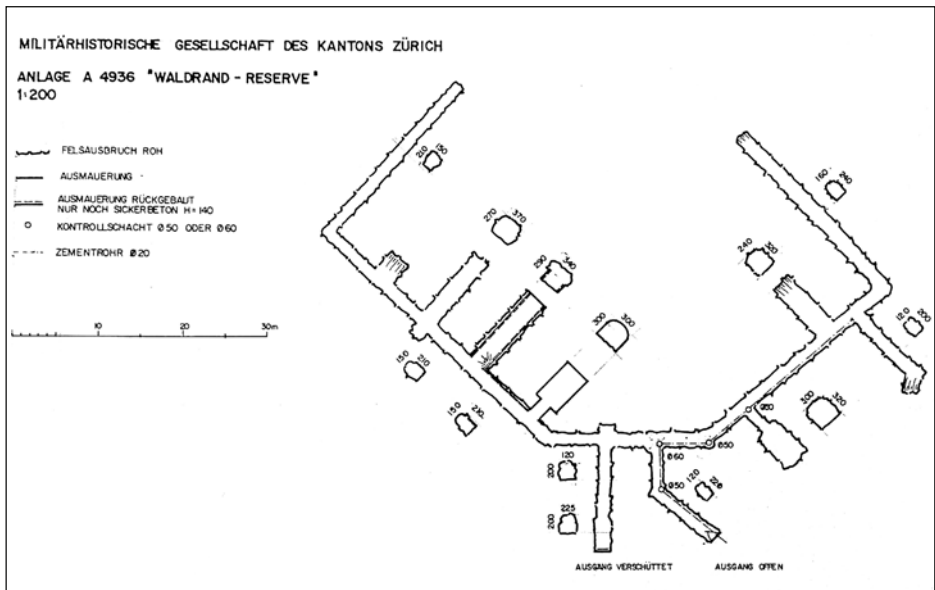 MILITÄRHISTORISCHE GESELLSCHAFT DES KANTONS ZÜRICH
ANLAGE A 4936 "WALDRAND - RESERVE"
1:200
FELSAUSBRUCH ROH
AUSMAUERUNG
AUSMAUERUNG RÜCKGEBAUT
NUR NOCH SICKERBETON H=140
KONTROLLSCHACHT Ø50 ODER Ø60
ZEMENTROHR Ø20
10 20 30m
210 150
270 370
290 340
300 300
150 210
150 210
200 120
200 225
160 240
240 300
120 200
300 320
Ø60
Ø50
Ø60
Ø50
120
AUSGANG VERSCHÜTTET
AUSGANG OFFEN